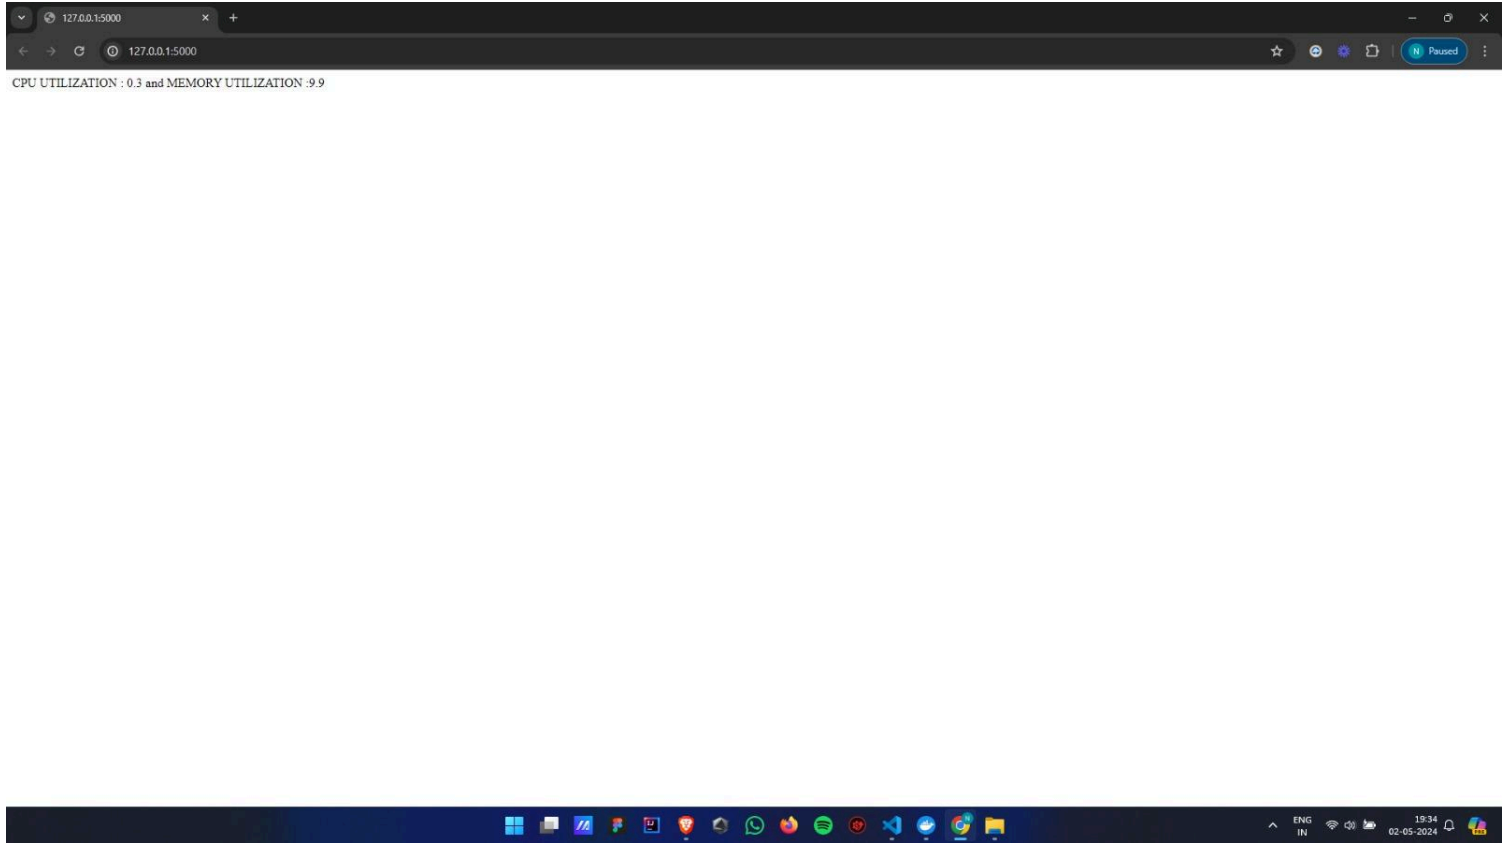 127.0.0.1:5000
127.0.0.1:5000
N Paused
CPU UTILIZATION : 0.3 and MEMORY UTILIZATION :9.9
ENG
IN
19:34
02-05-2024